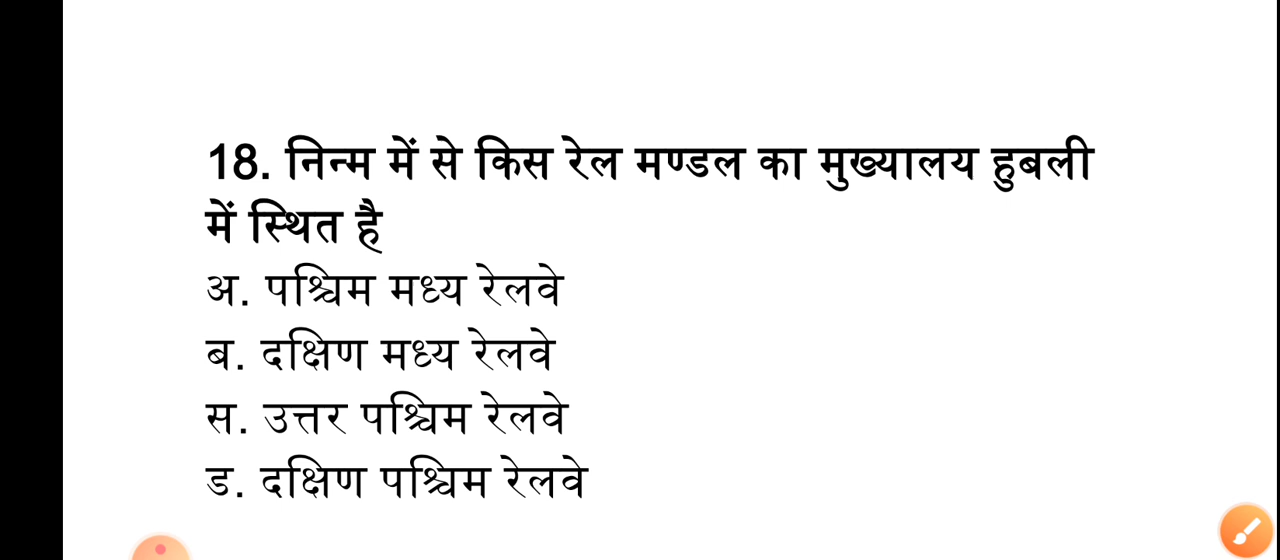 18. निन्म में से किस रेल मण्डल का मुख्यालय हुबली
में स्थित है
अ. पश्चिम मध्य रेलवे
ब. दक्षिण मध्य रेलवे
स. उत्तर पश्चिम रेलवे
ड. दक्षिण पश्चिम रेलवे